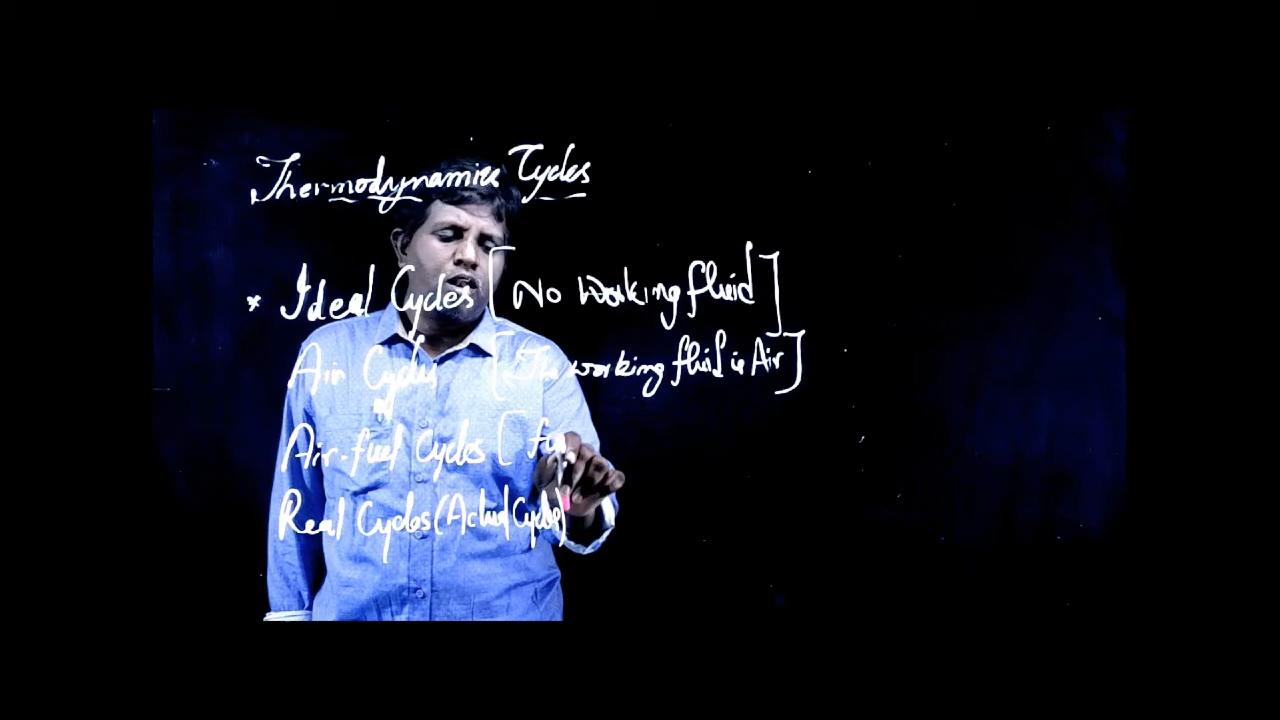 Thermodynamics Cycles
* Ideal Cycles [No working fluid]
Air Cycles [The working fluid is Air]
Air-fuel Cycles [
Real Cycles (Actual Cycle)